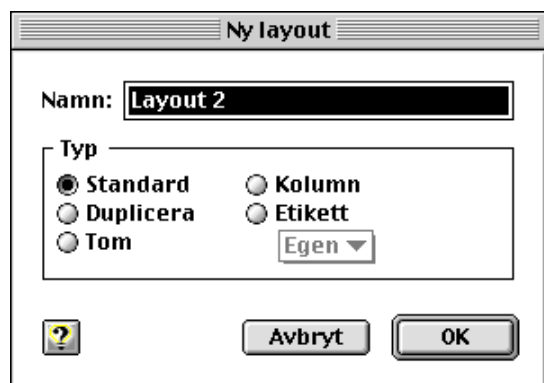 Ny layout
Namn: Layout 2
Typ
Standard Kolumn
Duplicera Etikett
Tom Egen
? Avbryt OK